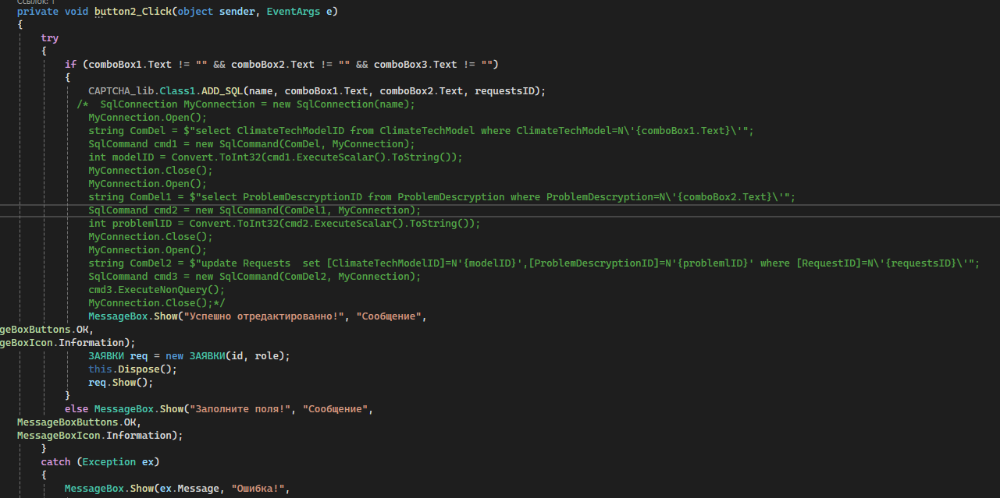 Ссылок: 1
private void button2_Click(object sender, EventArgs e)
{
try
{
if (comboBox1.Text != "" && comboBox2.Text != "" && comboBox3.Text != "")
{
CAPTCHA_lib.Class1.ADD_SQL(name, comboBox1.Text, comboBox2.Text, requestsID);
/* SqlConnection MyConnection = new SqlConnection(name);
MyConnection.Open();
string ComDel = $"select ClimateTechModelID from ClimateTechModel where ClimateTechModel=N\'{comboBox1.Text}\'";
SqlCommand cmd1 = new SqlCommand(ComDel, MyConnection);
int modelID = Convert.ToInt32(cmd1.ExecuteScalar().ToString());
MyConnection.Close();
MyConnection.Open();
string ComDel1 = $"select ProblemDescryptionID from ProblemDescryption where ProblemDescryption=N\'{comboBox2.Text}\'";
SqlCommand cmd2 = new SqlCommand(ComDel1, MyConnection);
int problemlID = Convert.ToInt32(cmd2.ExecuteScalar().ToString());
MyConnection.Close();
MyConnection.Open();
string ComDel2 = $"update Requests  set [ClimateTechModelID]=N'{modelID}',[ProblemDescryptionID]=N'{problemlID}' where [RequestID]=N\'{requestsID}\'";
SqlCommand cmd3 = new SqlCommand(ComDel2, MyConnection);
cmd3.ExecuteNonQuery();
MyConnection.Close();*/
MessageBox.Show("Успешно отредактированно!", "Сообщение",
geBoxButtons.OK,
geBoxIcon.Information);
ЗАЯВКИ req = new ЗАЯВКИ(id, role);
this.Dispose();
req.Show();
}
else MessageBox.Show("Заполните поля!", "Сообщение",
MessageBoxButtons.OK,
MessageBoxIcon.Information);
}
catch (Exception ex)
{
MessageBox.Show(ex.Message, "Ошибка!",